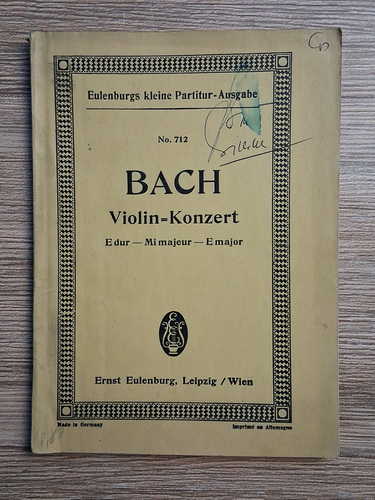 Eulenburgs kleine Partitur-Ausgabe
No. 712
BACH
Violin=Konzert
E dur — Mi majeur — E major
Ernst Eulenburg, Leipzig / Wien
Made in Germany
Imprimé en Allemagne